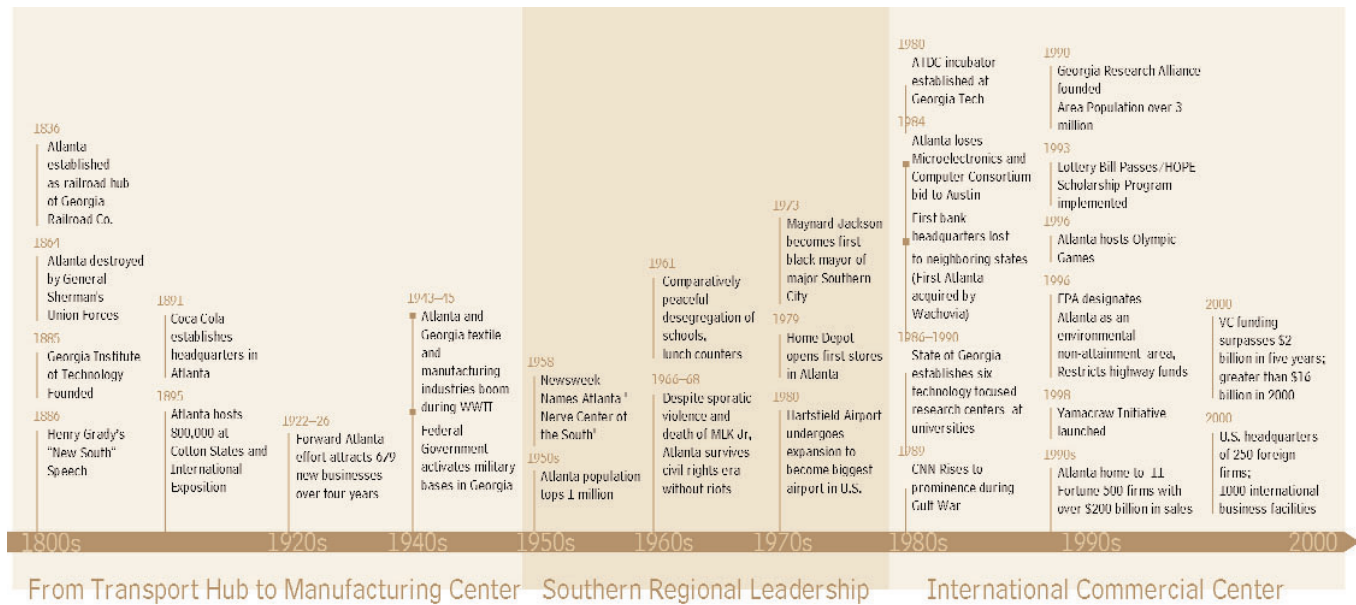 1836
Atlanta
established
as railroad hub
of Georgia
Railroad Co.
1864
Atlanta destroyed
by General
Sherman's
Union Forces
1885
Georgia Institute
of Technology
Founded
1886
Henry Grady's
"New South"
Speech
1891
Coca Cola
establishes
headquarters in
Atlanta
1895
Atlanta hosts
800,000 at
Cotton States and
International
Exposition
1922–26
Forward Atlanta
effort attracts 679
new businesses
over four years
1943–45
Atlanta and
Georgia textile
and
manufacturing
industries boom
during WWII
Federal
Government
activates military
bases in Georgia
1958
Newsweek
Names Atlanta "
Nerve Center of
the South"
1950s
Atlanta population
tops 1 million
1961
Comparatively
peaceful
desegregation of
schools,
lunch counters
1966–68
Despite sporatic
violence and
death of MLK Jr,
Atlanta survives
civil rights era
without riots
1973
Maynard Jackson
becomes first
black mayor of
major Southern
City
1979
Home Depot
opens first stores
in Atlanta
1980
Hartsfield Airport
undergoes
expansion to
become biggest
airport in U.S.
1980
ATDC incubator
established at
Georgia Tech
1984
Atlanta loses
Microelectronics and
Computer Consortium
bid to Austin
First bank
headquarters lost
to neighboring states
(First Atlanta
acquired by
Wachovia)
1986–1990
State of Georgia
establishes six
technology focused
research centers at
universities
1989
CNN Rises to
prominence during
Gulf War
1990
Georgia Research Alliance
founded
Area Population over 3
million
1993
Lottery Bill Passes/HOPE
Scholarship Program
implemented
1996
Atlanta hosts Olympic
Games
1996
EPA designates
Atlanta as an
environmental
non-attainment area,
Restricts highway funds
1998
Yamacraw Initiative
launched
1990s
Atlanta home to 11
Fortune 500 firms with
over $200 billion in sales
2000
VC funding
surpasses $2
billion in five years;
greater than $16
billion in 2000
2000
U.S. headquarters
of 250 foreign
firms;
1000 international
business facilities
1800s 1920s 1940s 1950s 1960s 1970s 1980s 1990s 2000
From Transport Hub to Manufacturing Center Southern Regional Leadership International Commercial Center